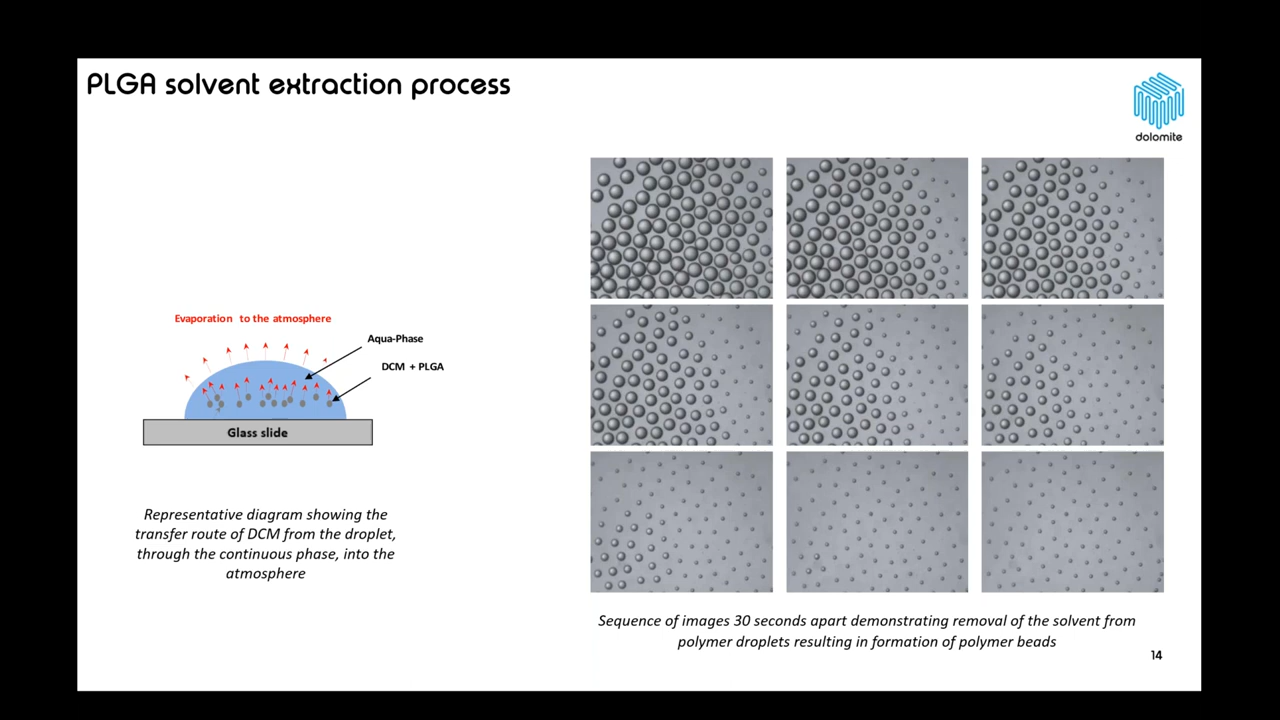 PLGA solvent extraction process
dolomite
Evaporation to the atmosphere
Aqua-Phase
DCM + PLGA
Glass slide
Representative diagram showing the
transfer route of DCM from the droplet,
through the continuous phase, into the
atmosphere
Sequence of images 30 seconds apart demonstrating removal of the solvent from
polymer droplets resulting in formation of polymer beads
14